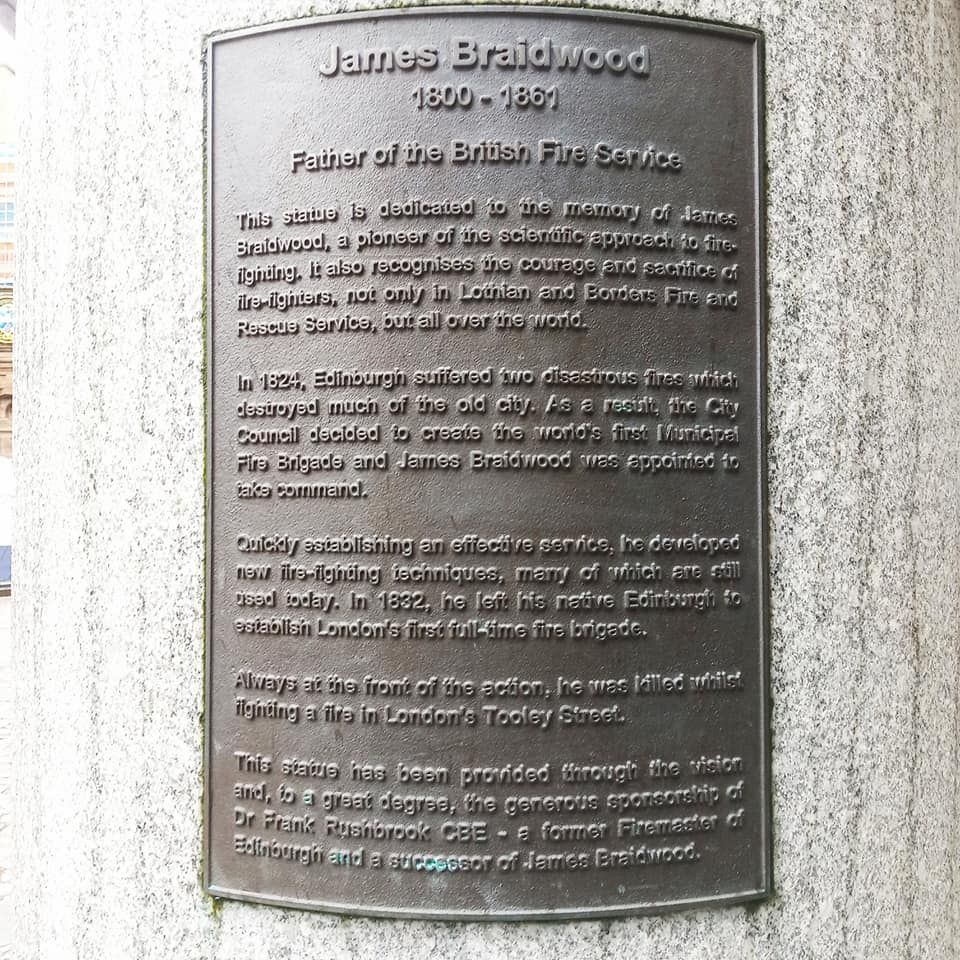 James Braidwood
1800 - 1861
Father of the British Fire Service
This statue is dedicated to the memory of James
Braidwood, a pioneer of the scientific approach to fire-
fighting. It also recognises the courage and sacrifice of
fire-fighters, not only in Lothian and Borders Fire and
Rescue Service, but all over the world.
In 1824, Edinburgh suffered two disastrous fires which
destroyed much of the old city. As a result, the City
Council decided to create the world's first Municipal
Fire Brigade and James Braidwood was appointed to
take command.
Quickly establishing an effective service, he developed
new fire-fighting techniques, many of which are still
used today. In 1832, he left his native Edinburgh to
establish London's first full-time fire brigade.
Always at the front of the action, he was killed whilst
fighting a fire in London's Tooley Street.
This statue has been provided through the vision
and, to a great degree, the generous sponsorship of
Dr Frank Rushbrook CBE - a former Firemaster of
Edinburgh and a successor of James Braidwood.